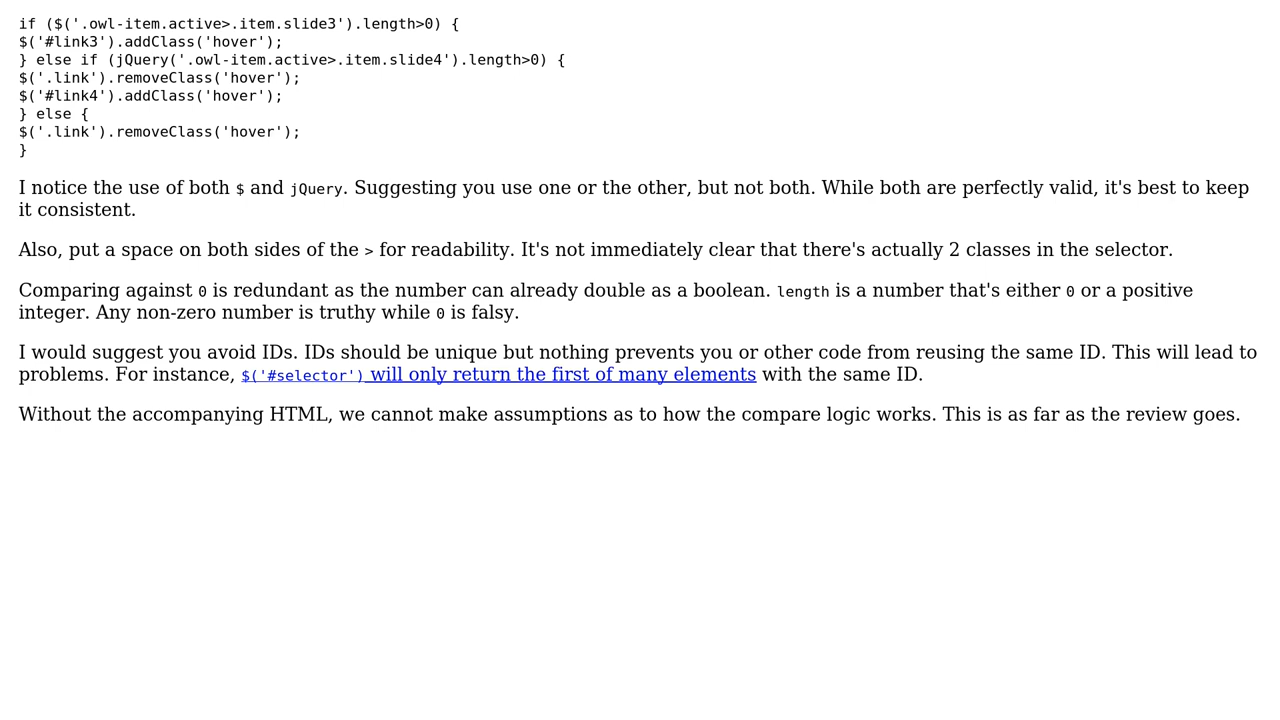 if ($('.owl-item.active>.item.slide3').length>0) {
$('#link3').addClass('hover');
} else if (jQuery('.owl-item.active>.item.slide4').length>0) {
$('.link').removeClass('hover');
$('#link4').addClass('hover');
} else {
$('.link').removeClass('hover');
}
I notice the use of both $ and jQuery. Suggesting you use one or the other, but not both. While both are perfectly valid, it's best to keep
it consistent.
Also, put a space on both sides of the > for readability. It's not immediately clear that there's actually 2 classes in the selector.
Comparing against 0 is redundant as the number can already double as a boolean. length is a number that's either 0 or a positive
integer. Any non-zero number is truthy while 0 is falsy.
I would suggest you avoid IDs. IDs should be unique but nothing prevents you or other code from reusing the same ID. This will lead to
problems. For instance, $('#selector') will only return the first of many elements with the same ID.
Without the accompanying HTML, we cannot make assumptions as to how the compare logic works. This is as far as the review goes.